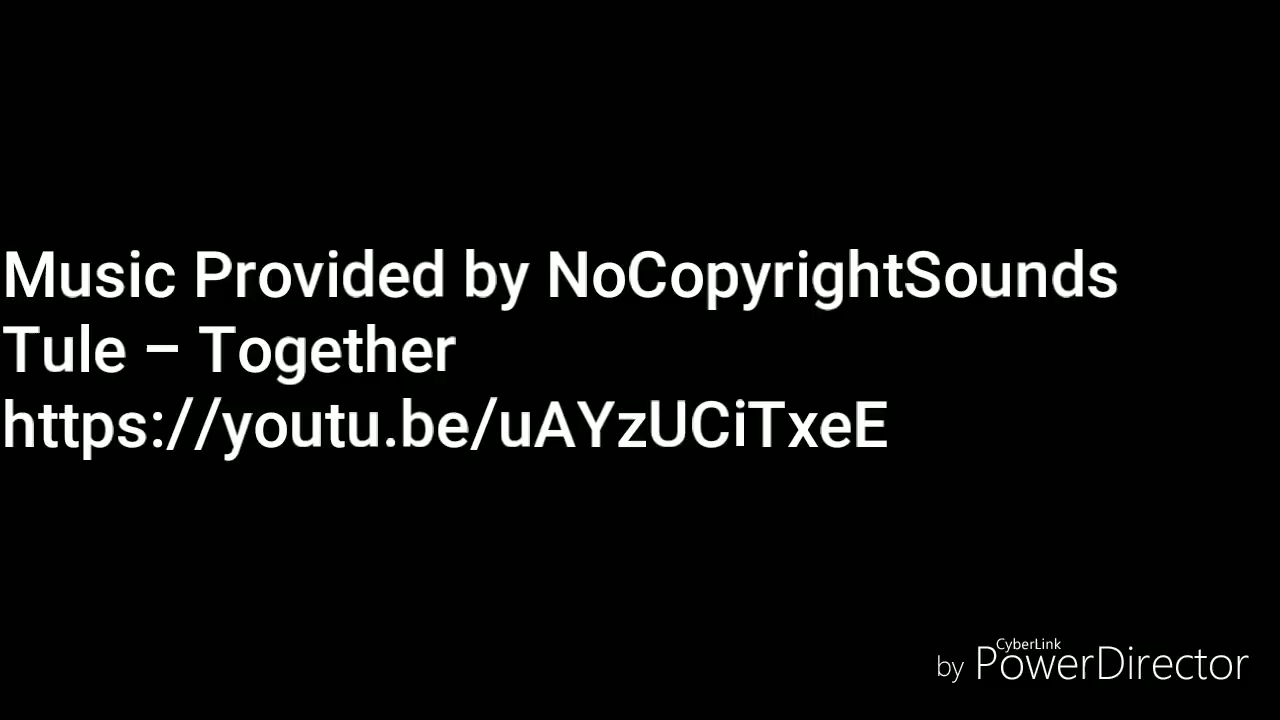 Music Provided by NoCopyrightSounds
Tule – Together
https://youtu.be/uAYzUCiTxeE
CyberLink
by PowerDirector